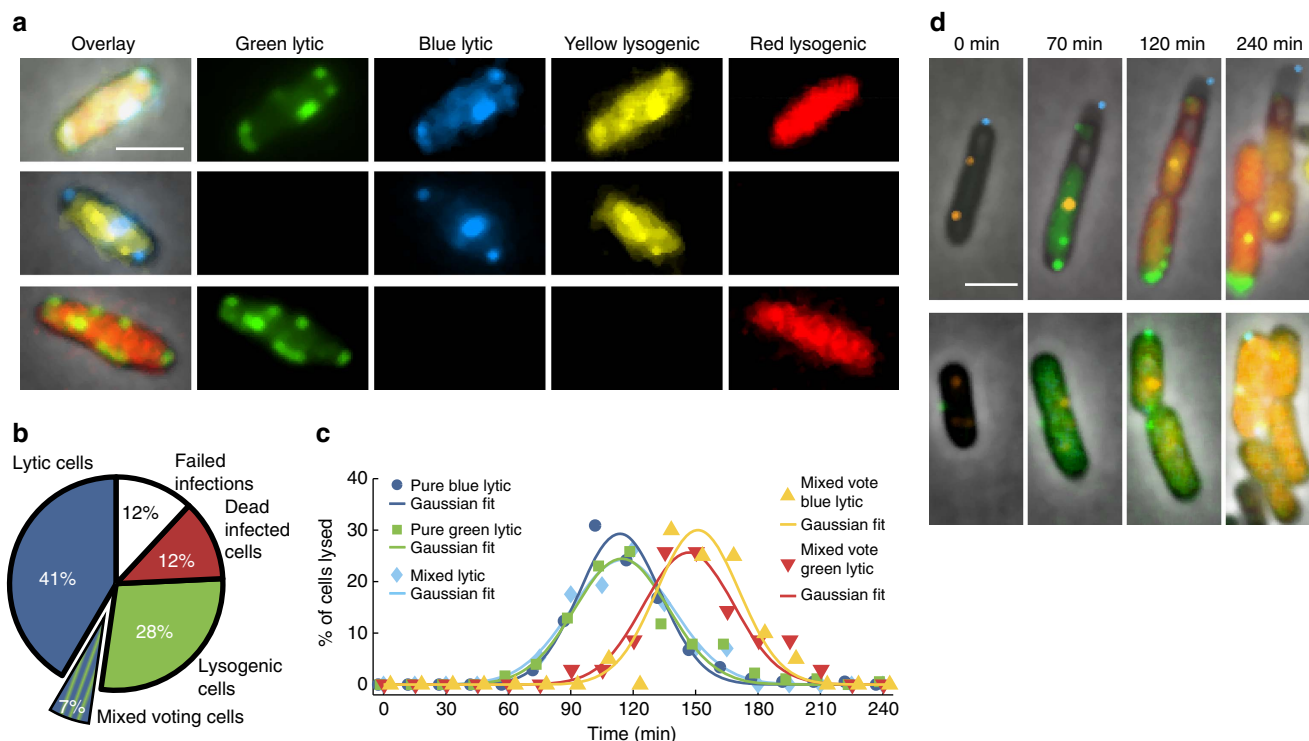 a
Overlay
Green lytic
Blue lytic
Yellow lysogenic
Red lysogenic
d
0 min
70 min
120 min
240 min
b
Lytic cells
Failed
infections
Dead
infected
cells
12%
12%
41%
28%
7%
Lysogenic
cells
Mixed voting cells
c
% of cells lysed
40
30
20
10
0
Pure blue lytic
Gaussian fit
Pure green lytic
Gaussian fit
Mixed lytic
Gaussian fit
Mixed vote
blue lytic
Gaussian fit
Mixed vote
green lytic
Gaussian fit
0
30
60
90
120
150
180
210
240
Time (min)